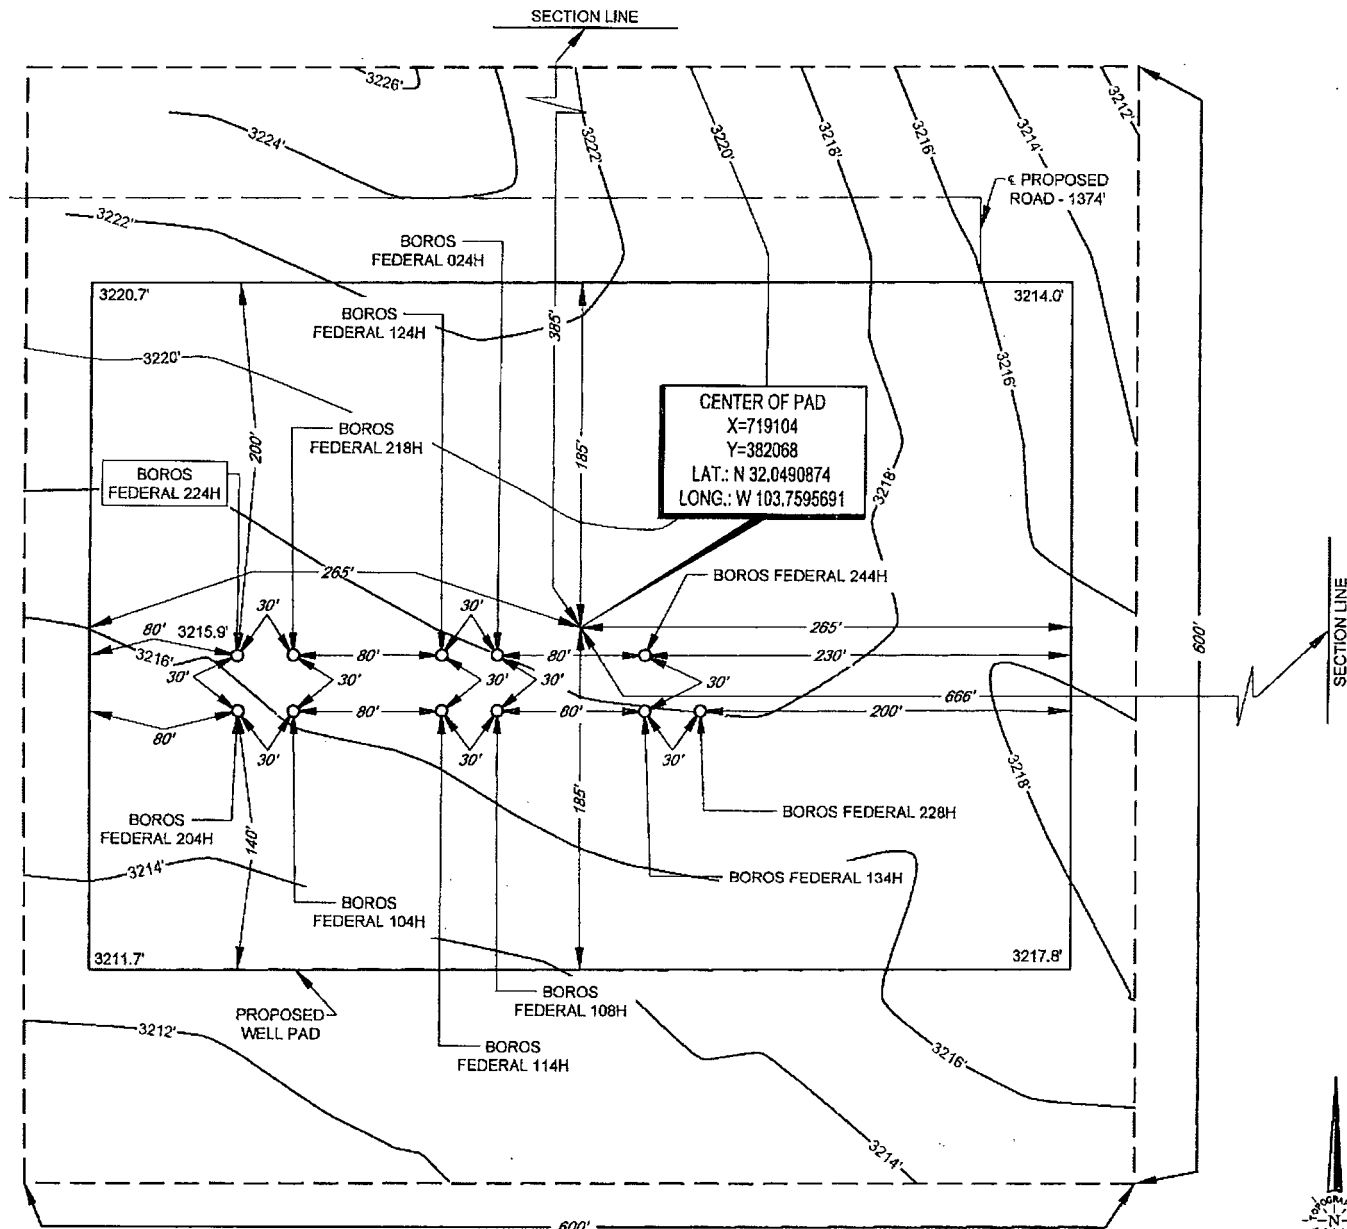 SECTION LINE
3226'
3224'
3222'
3220'
3218'
3216'
3214'
3212'
℄ PROPOSED
ROAD - 1374'
3222'
BOROS
FEDERAL 024H
3220.7'
3214.0'
BOROS
FEDERAL 124H
385'
3220'
3216'
CENTER OF PAD
X=719104
Y=382068
LAT.: N 32.0490874
LONG.: W 103.7595691
BOROS
FEDERAL 218H
200'
185'
BOROS
FEDERAL 224H
3218'
265'
BOROS FEDERAL 244H
30'
30'
80'
3215.9'
265'
600'
SECTION LINE
3216'
80'
80'
230'
30'
30'
30'
30'
30'
666'
80'
80'
60'
200'
30'
30'
30'
3218'
185'
BOROS
FEDERAL 204H
140'
BOROS FEDERAL 228H
3214'
BOROS FEDERAL 134H
BOROS
FEDERAL 104H
3211.7'
3217.8'
PROPOSED
WELL PAD
BOROS
FEDERAL 108H
3212'
BOROS
FEDERAL 114H
3216'
3214'
600'
N